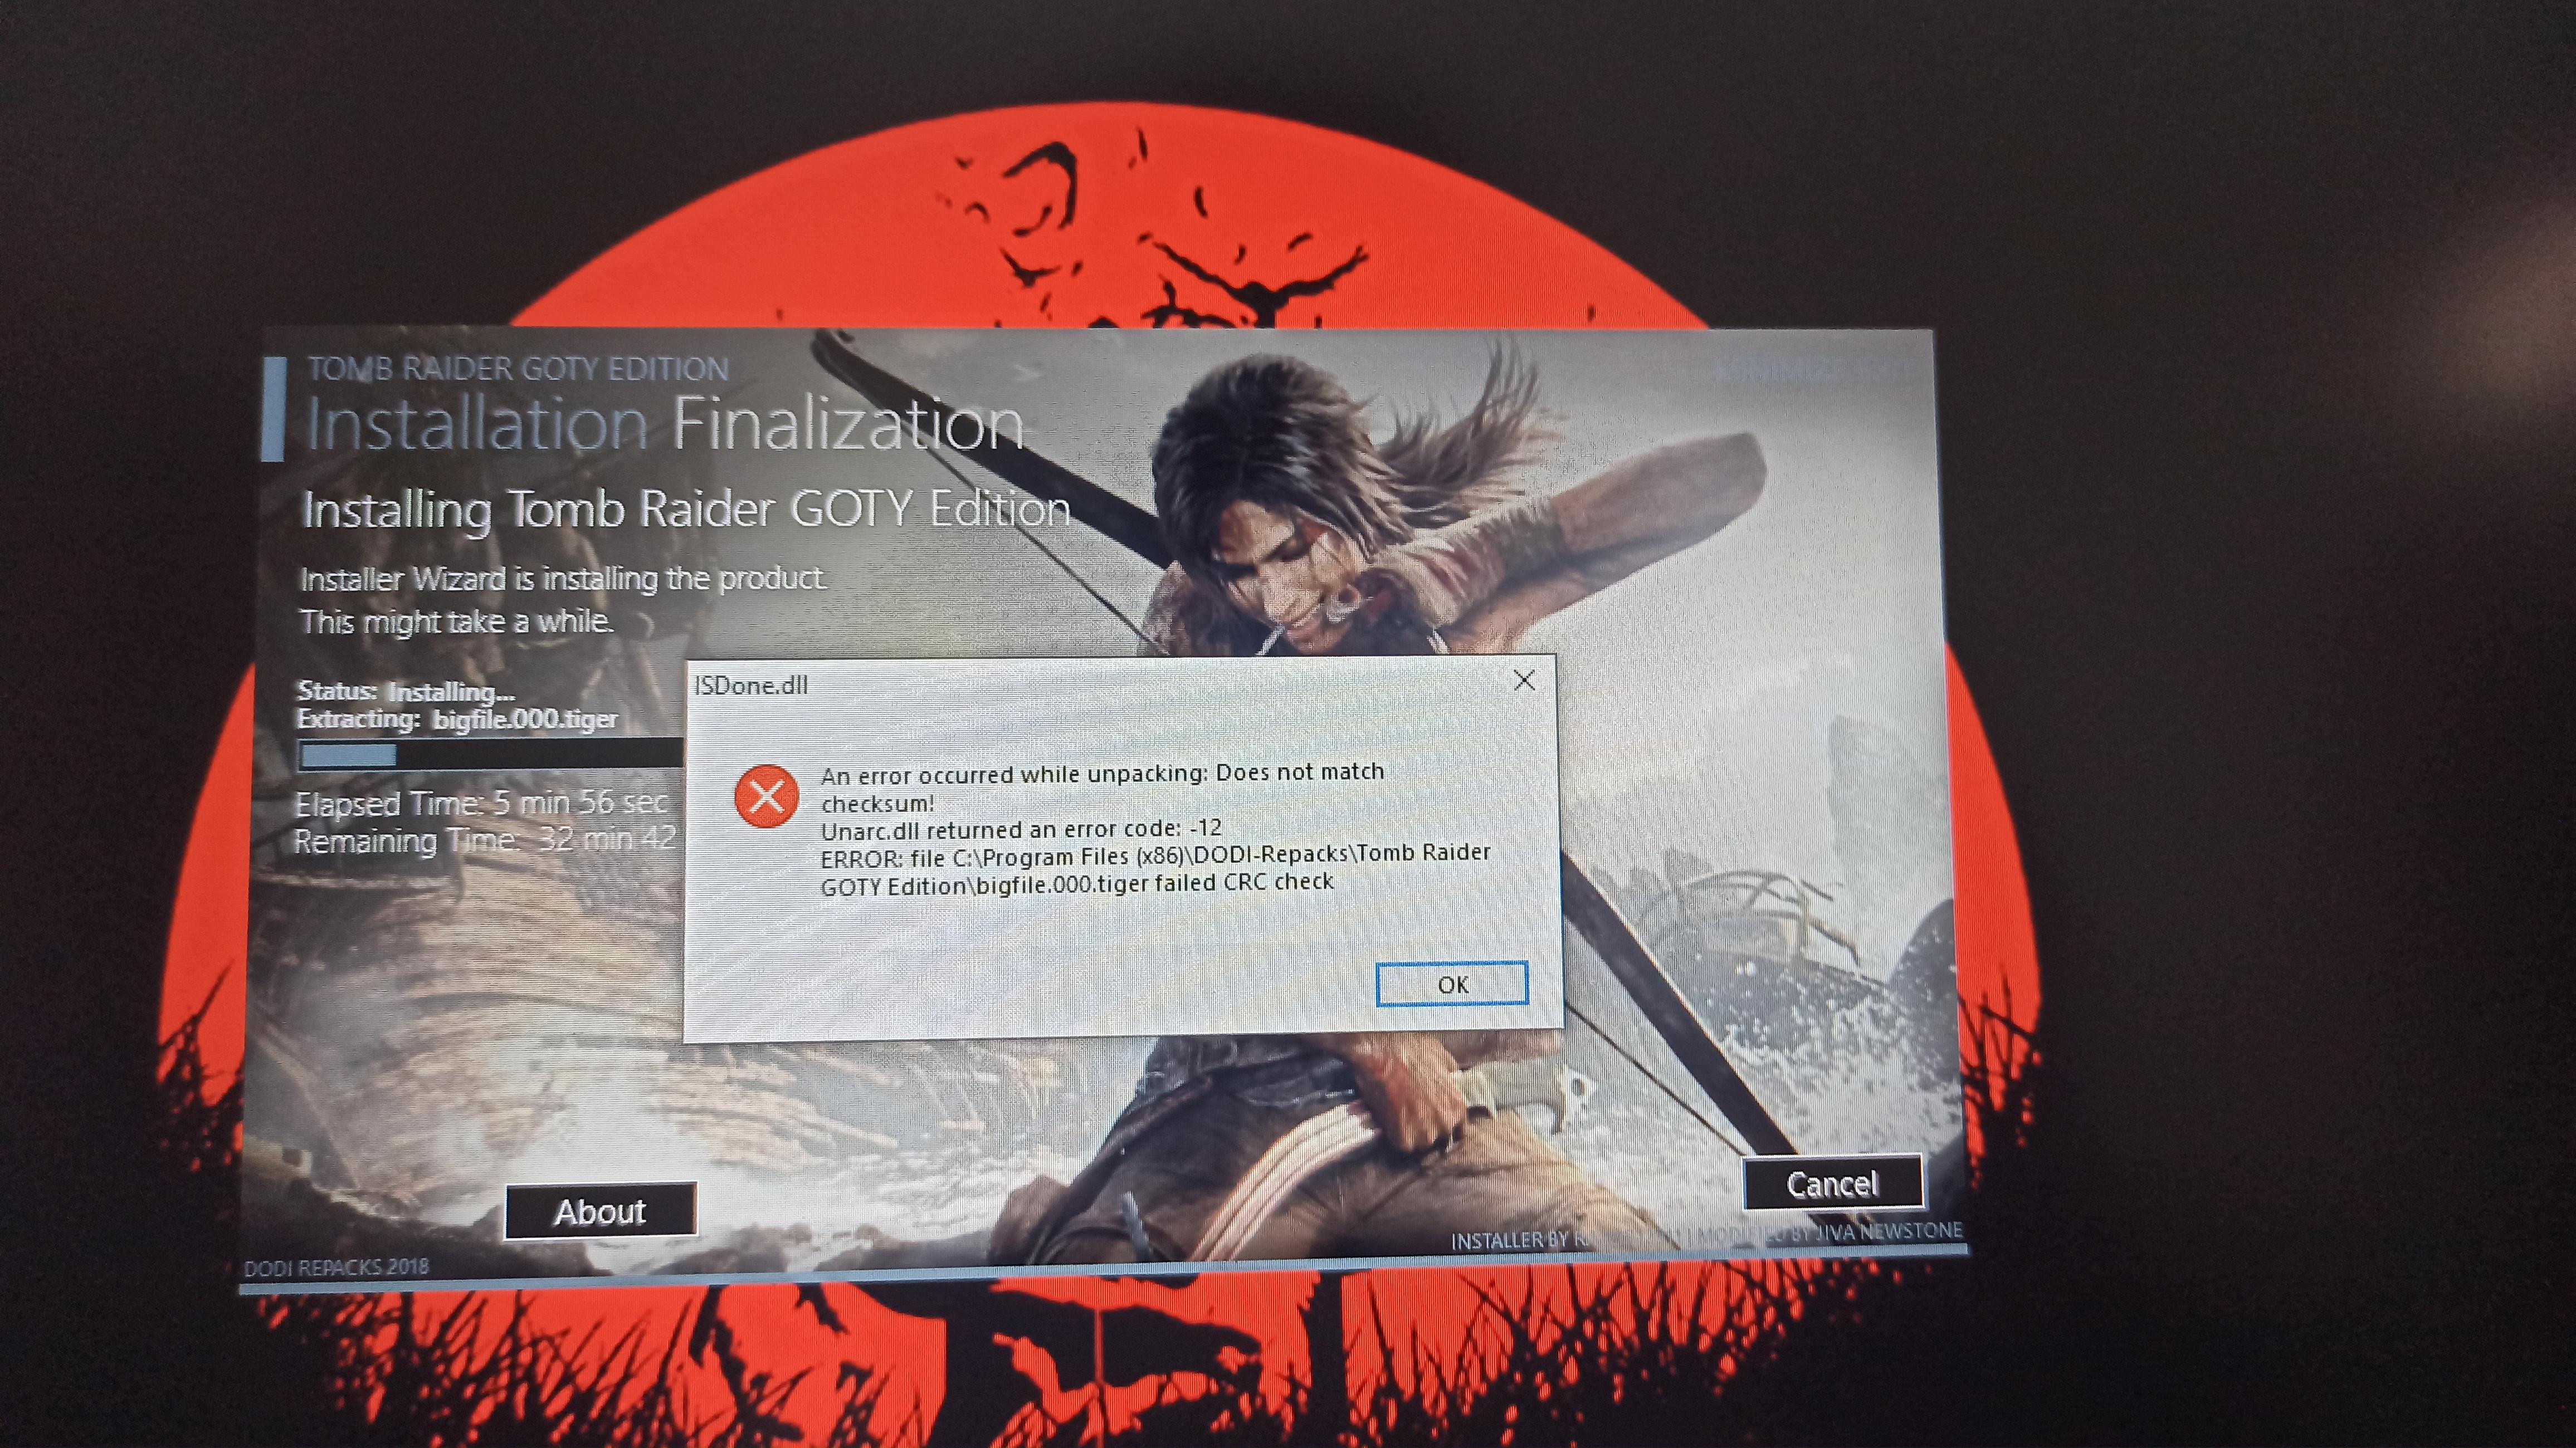 TOMB RAIDER GOTY EDITION
Installation Finalization
Installing Tomb Raider GOTY Edition
Installer Wizard is installing the product.
This might take a while.
Status: Installing...
Extracting: bigfile.000.tiger
Elapsed Time: 5 min 56 sec
Remaining Time: 32 min 42
ISDone.dll
An error occurred while unpacking: Does not match
checksum!
Unarc.dll returned an error code: -12
ERROR: file C:\Program Files (x86)\DODI-Repacks\Tomb Raider
GOTY Edition\bigfile.000.tiger failed CRC check
OK
About
Cancel
INSTALLER BY MODIFIED BY JIVA NEWSTONE
DODI REPACKS 2018